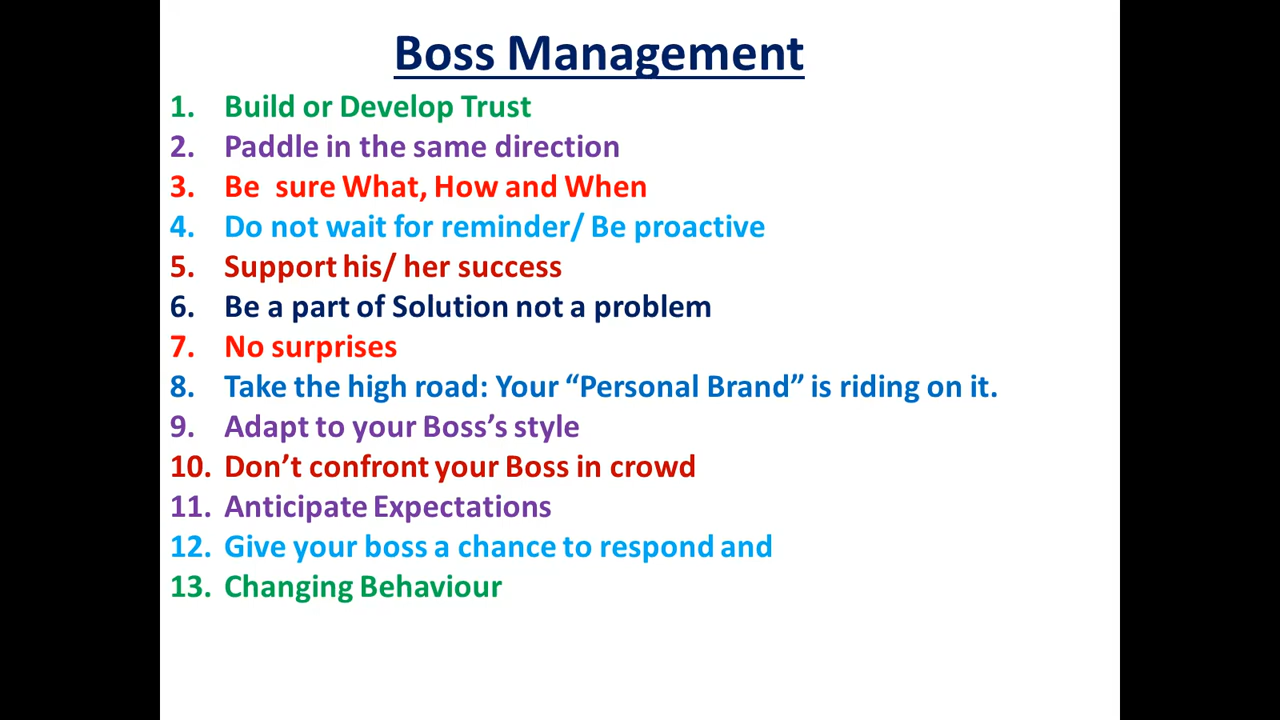 Boss Management
1. Build or Develop Trust
2. Paddle in the same direction
3. Be  sure What, How and When
4. Do not wait for reminder/ Be proactive
5. Support his/ her success
6. Be a part of Solution not a problem
7. No surprises
8. Take the high road: Your “Personal Brand” is riding on it.
9. Adapt to your Boss’s style
10. Don’t confront your Boss in crowd
11. Anticipate Expectations
12. Give your boss a chance to respond and
13. Changing Behaviour